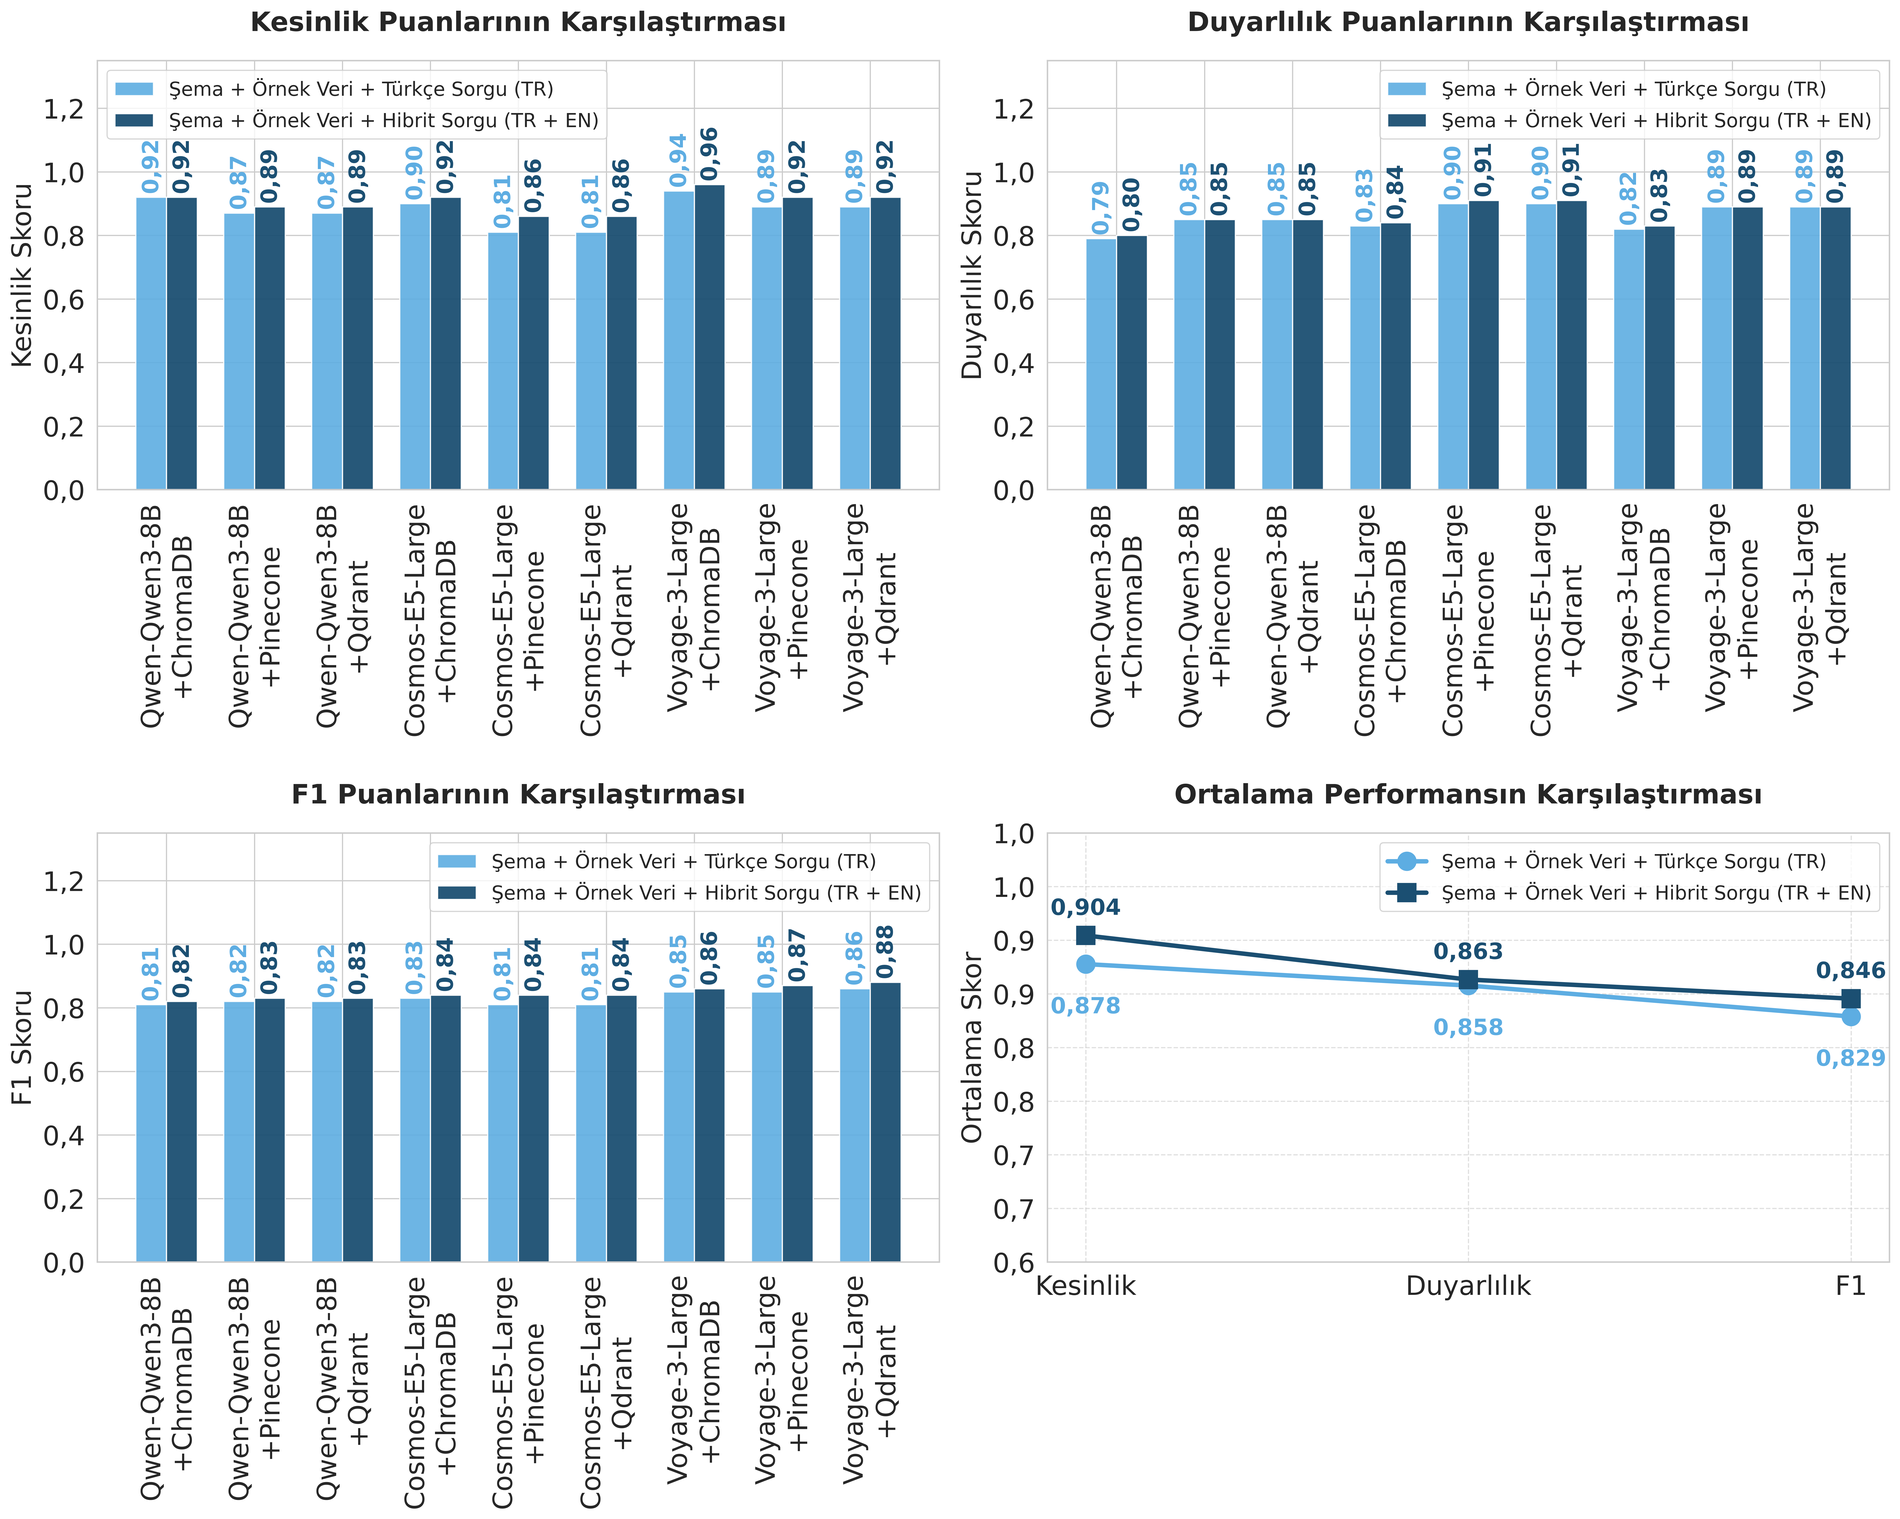 Kesinlik Puanlarının Karşılaştırması
Şema + Örnek Veri + Türkçe Sorgu (TR)
Şema + Örnek Veri + Hibrit Sorgu (TR + EN)
Kesinlik Skoru
1,2
1,0
0,8
0,6
0,4
0,2
0,0
0,92 0,92 0,87 0,89 0,87 0,89 0,90 0,92 0,81 0,86 0,81 0,86 0,94 0,96 0,89 0,92 0,89 0,92
Qwen-Qwen3-8B
+ChromaDB
Qwen-Qwen3-8B
+Pinecone
Qwen-Qwen3-8B
+Qdrant
Cosmos-E5-Large
+ChromaDB
Cosmos-E5-Large
+Pinecone
Cosmos-E5-Large
+Qdrant
Voyage-3-Large
+ChromaDB
Voyage-3-Large
+Pinecone
Voyage-3-Large
+Qdrant
Duyarlılık Puanlarının Karşılaştırması
Şema + Örnek Veri + Türkçe Sorgu (TR)
Şema + Örnek Veri + Hibrit Sorgu (TR + EN)
Duyarlılık Skoru
1,2
1,0
0,8
0,6
0,4
0,2
0,0
0,79 0,80 0,85 0,85 0,85 0,85 0,83 0,84 0,90 0,91 0,90 0,91 0,82 0,83 0,89 0,89 0,89 0,89
Qwen-Qwen3-8B
+ChromaDB
Qwen-Qwen3-8B
+Pinecone
Qwen-Qwen3-8B
+Qdrant
Cosmos-E5-Large
+ChromaDB
Cosmos-E5-Large
+Pinecone
Cosmos-E5-Large
+Qdrant
Voyage-3-Large
+ChromaDB
Voyage-3-Large
+Pinecone
Voyage-3-Large
+Qdrant
F1 Puanlarının Karşılaştırması
Şema + Örnek Veri + Türkçe Sorgu (TR)
Şema + Örnek Veri + Hibrit Sorgu (TR + EN)
F1 Skoru
1,2
1,0
0,8
0,6
0,4
0,2
0,0
0,81 0,82 0,82 0,83 0,82 0,83 0,83 0,84 0,81 0,84 0,81 0,84 0,85 0,86 0,85 0,87 0,86 0,88
Qwen-Qwen3-8B
+ChromaDB
Qwen-Qwen3-8B
+Pinecone
Qwen-Qwen3-8B
+Qdrant
Cosmos-E5-Large
+ChromaDB
Cosmos-E5-Large
+Pinecone
Cosmos-E5-Large
+Qdrant
Voyage-3-Large
+ChromaDB
Voyage-3-Large
+Pinecone
Voyage-3-Large
+Qdrant
Ortalama Performansın Karşılaştırması
Şema + Örnek Veri + Türkçe Sorgu (TR)
Şema + Örnek Veri + Hibrit Sorgu (TR + EN)
Ortalama Skor
1,0
1,0
0,9
0,9
0,8
0,8
0,7
0,7
0,6
0,904
0,863
0,846
0,878
0,858
0,829
Kesinlik
Duyarlılık
F1